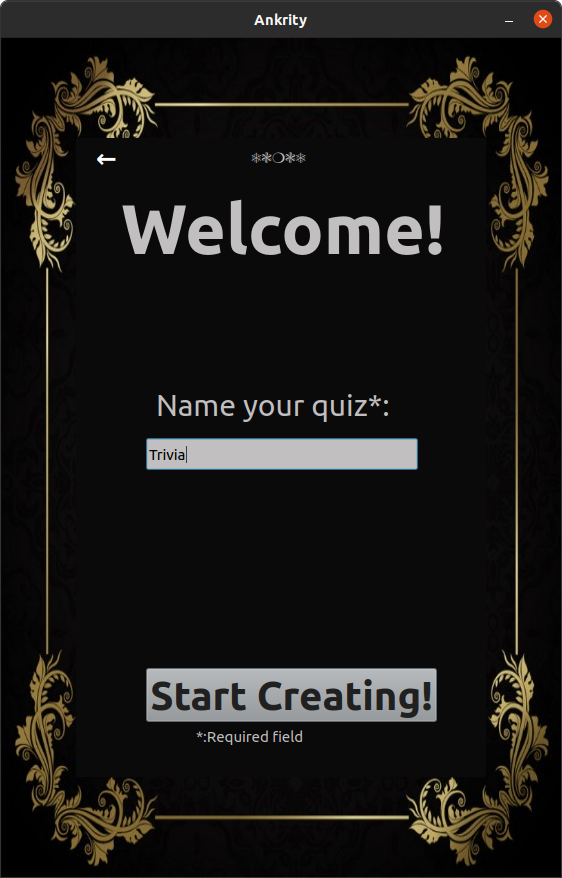 Ankrity
Welcome!
Name your quiz*:
Trivia
Start Creating!
*:Required field